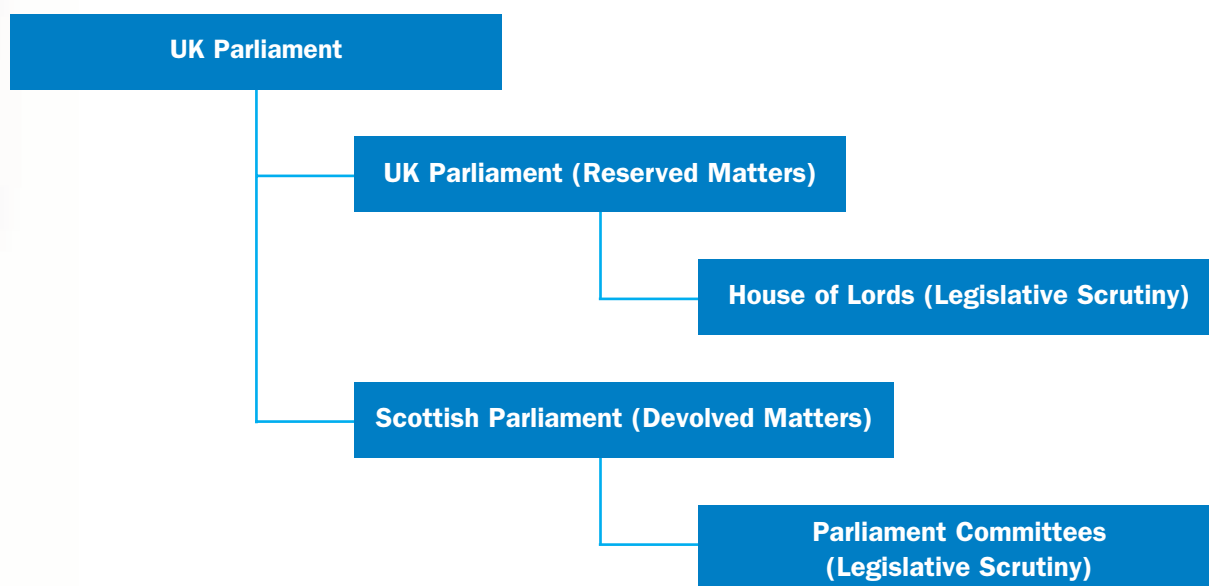 UK Parliament
UK Parliament (Reserved Matters)
House of Lords (Legislative Scrutiny)
Scottish Parliament (Devolved Matters)
Parliament Committees
(Legislative Scrutiny)